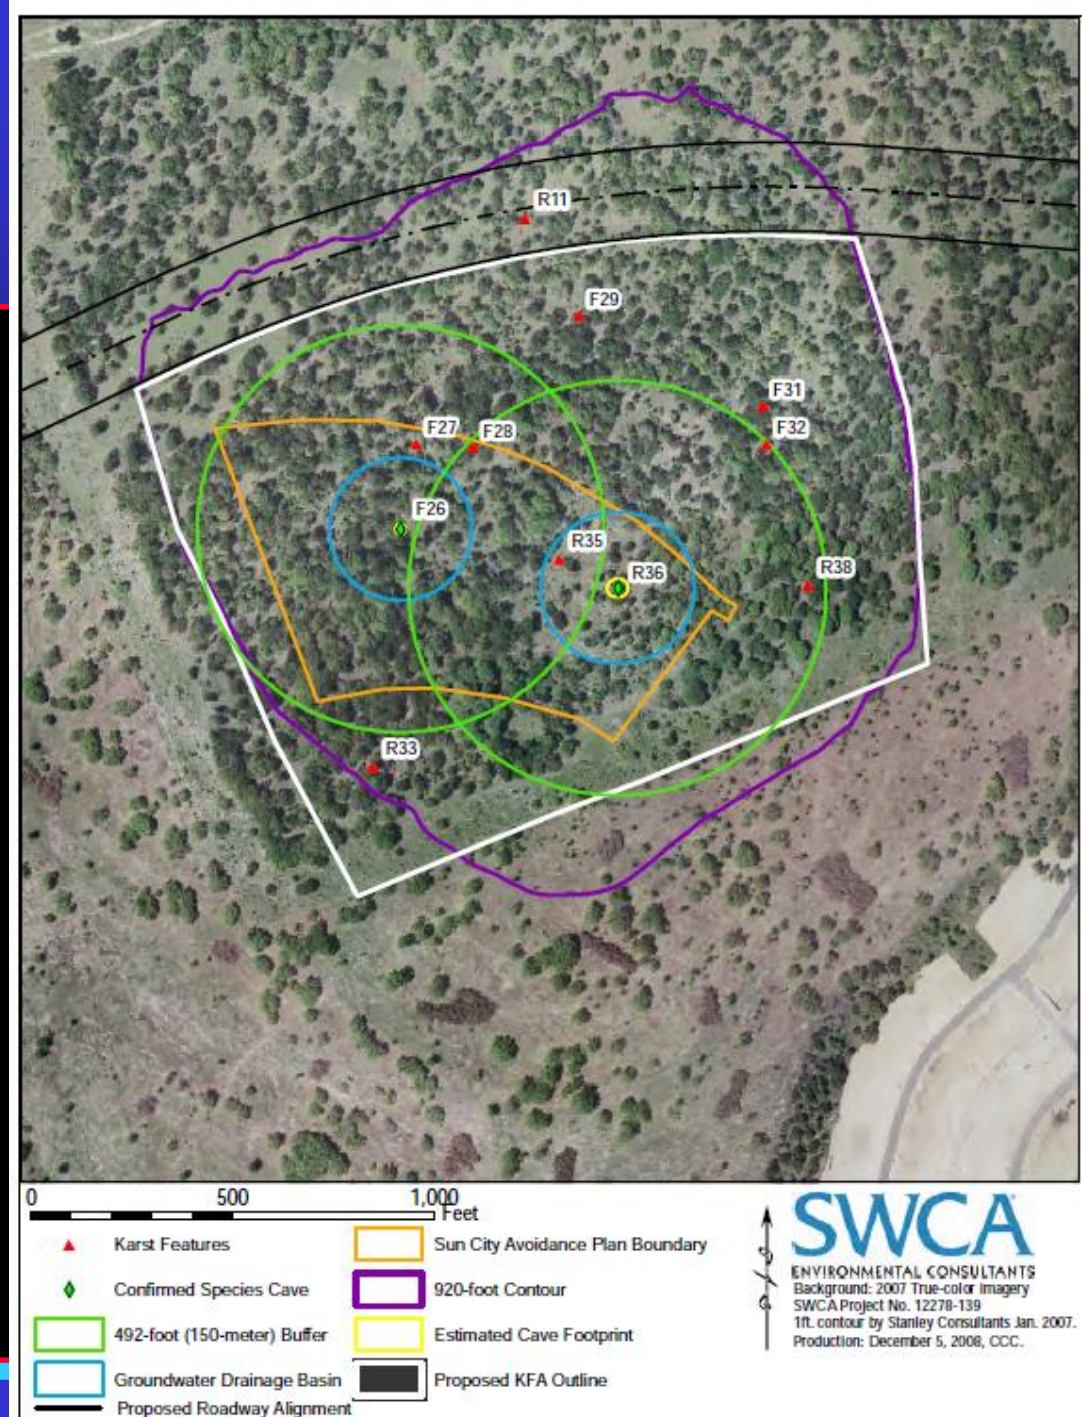 R11
F29
F31
F27
F28
F32
F26
R35
R36
R38
R33
0 500 1,000
Feet
Karst Features
Confirmed Species Cave
492-foot (150-meter) Buffer
Groundwater Drainage Basin
Proposed Roadway Alignment
Sun City Avoidance Plan Boundary
920-foot Contour
Estimated Cave Footprint
Proposed KFA Outline
SWCA
ENVIRONMENTAL CONSULTANTS
Background: 2007 True-color Imagery
SWCA Project No. 12278-139
1ft. contour by Stanley Consultants Jan. 2007.
Production: December 5, 2008, CCC.